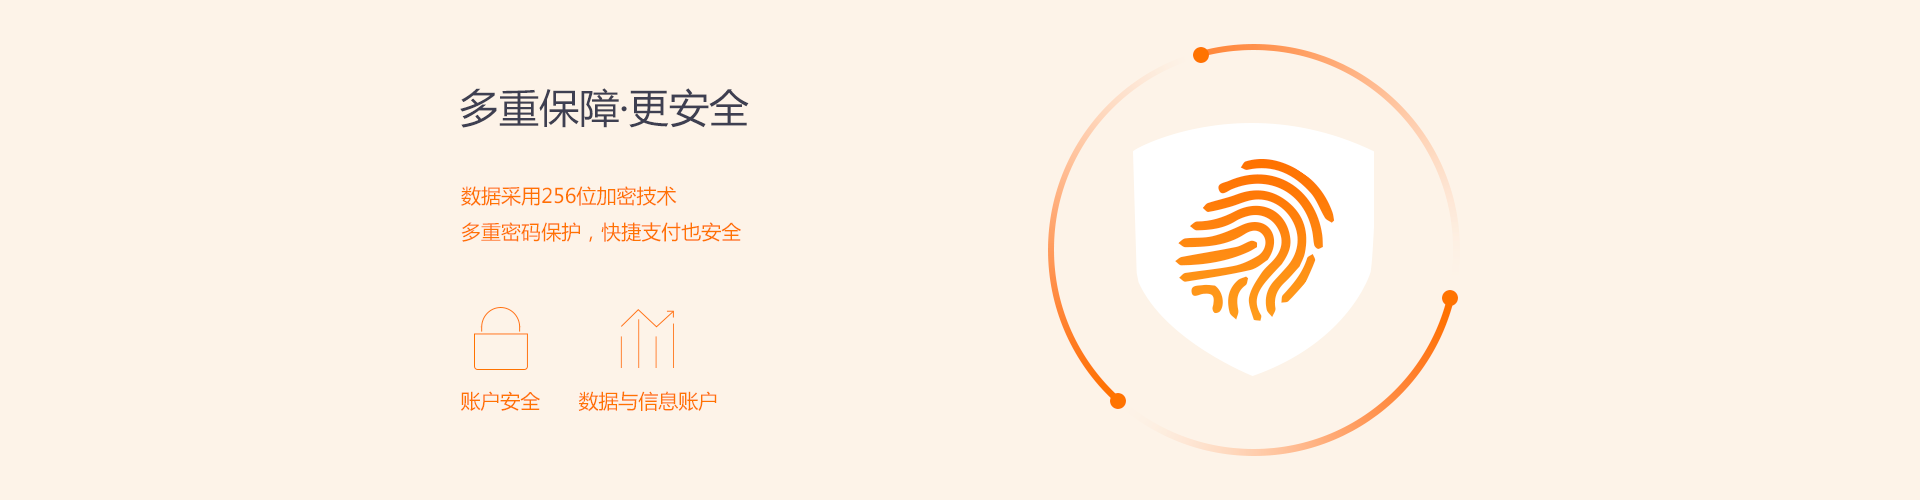 多重保障·更安全
数据采用256位加密技术
多重密码保护，快捷支付也安全
账户安全
数据与信息账户